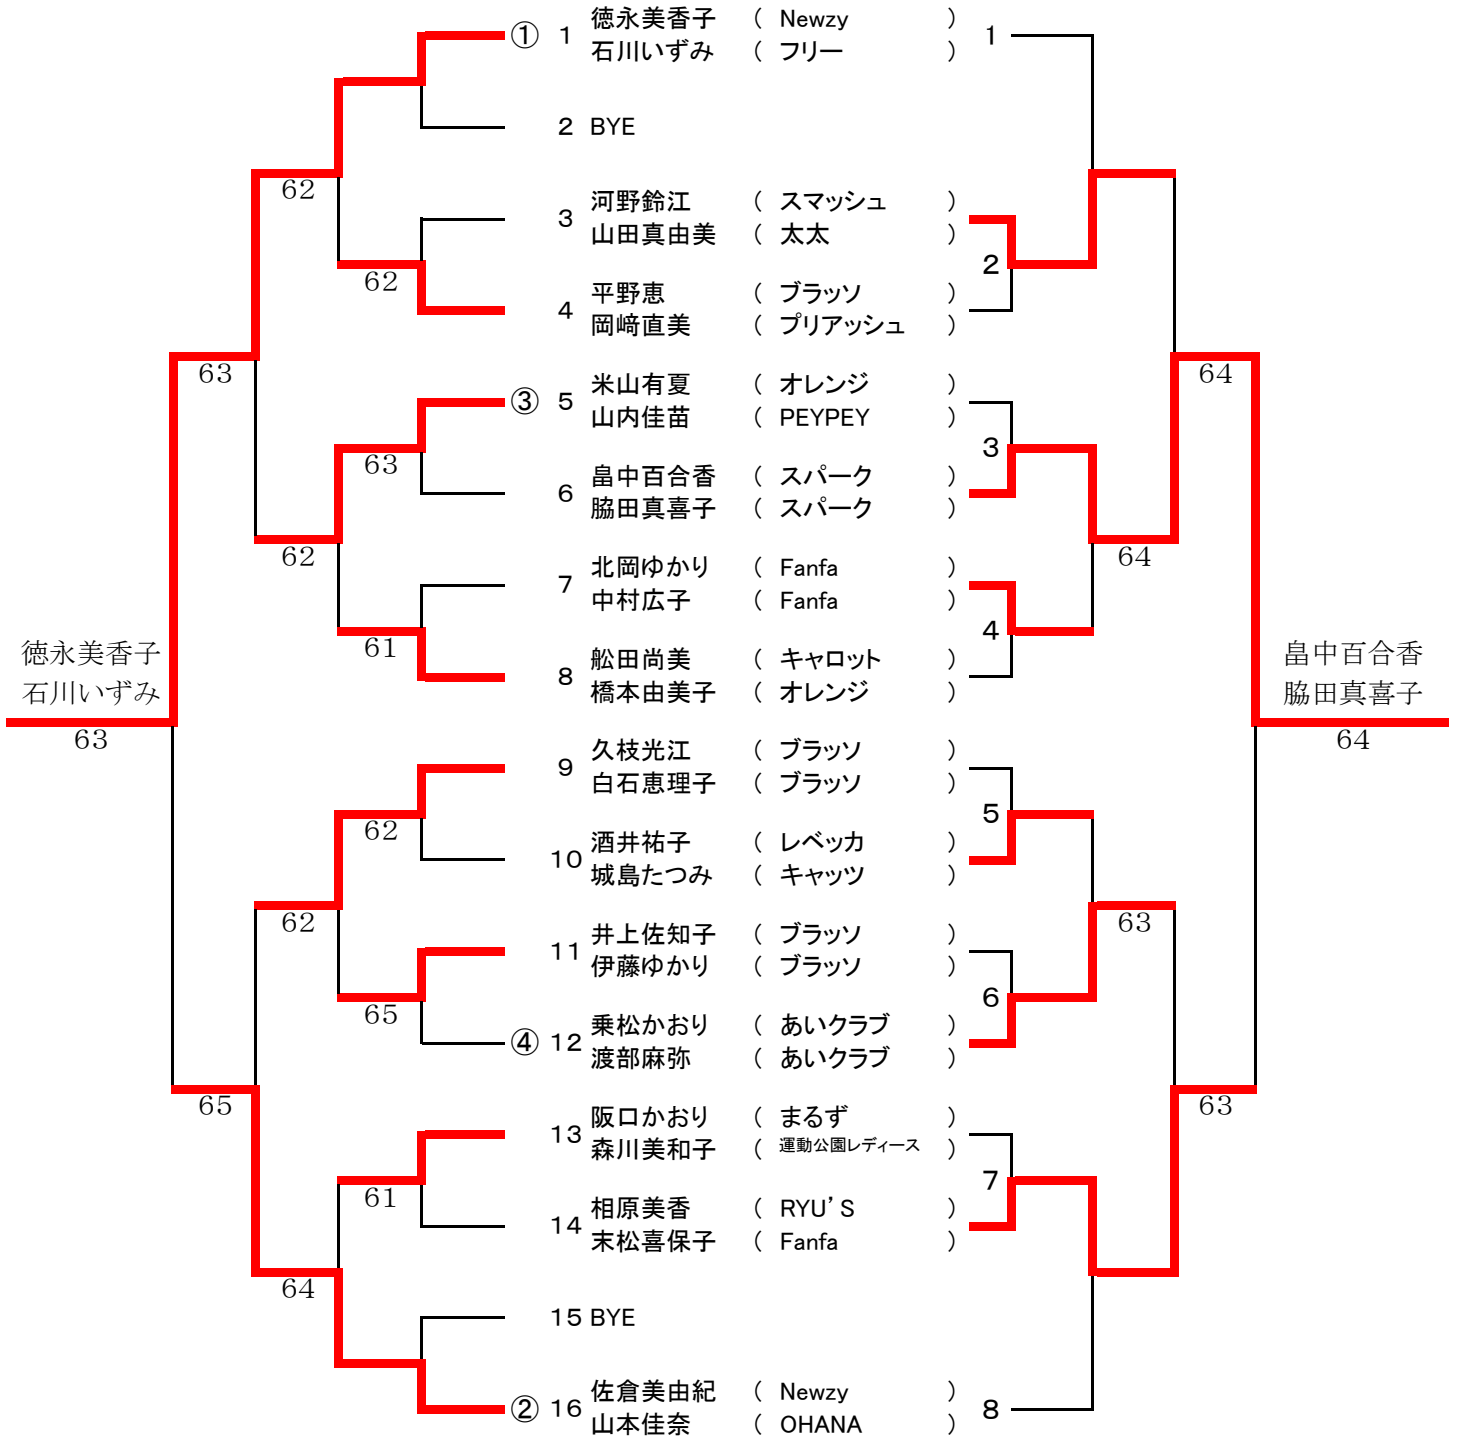 ① 1 徳永美香子 ( Newzy ) 1
石川いずみ ( フリー )
2 BYE
62
3 河野鈴江 ( スマッシュ )
山田真由美 ( 太太 )
62 2
4 平野恵 ( ブラッソ )
岡﨑直美 ( プリアッシュ )
63 64
③ 5 米山有夏 ( オレンジ )
山内佳苗 ( PEYPEY )
63 3
6 畠中百合香 ( スパーク )
脇田真喜子 ( スパーク )
62 64
7 北岡ゆかり ( Fanfa )
中村広子 ( Fanfa )
61 4
8 舩田尚美 ( キャロット )
橋本由美子 ( オレンジ )
徳永美香子
石川いずみ
63
畠中百合香
脇田真喜子
64
9 久枝光江 ( ブラッソ )
白石恵理子 ( ブラッソ )
62 5
10 酒井祐子 ( レベッカ )
城島たつみ ( キャッツ )
62 63
11 井上佐知子 ( ブラッソ )
伊藤ゆかり ( ブラッソ )
65 6
④ 12 乗松かおり ( あいクラブ )
渡部麻弥 ( あいクラブ )
65 63
13 阪口かおり ( まるず )
森川美和子 ( 運動公園レディース )
61 7
14 相原美香 ( RYU'S )
末松喜保子 ( Fanfa )
64
15 BYE
② 16 佐倉美由紀 ( Newzy ) 8
山本佳奈 ( OHANA )